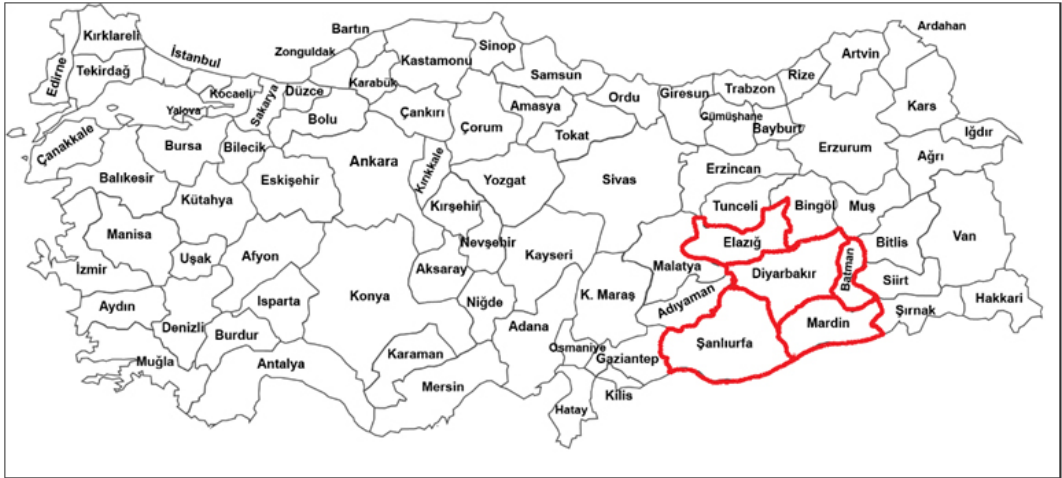 Bartın
Ardahan
Kırklareli
Sinop
İstanbul
Zonguldak
Kastamonu
Artvin
Edirne
Tekirdağ
Samsun
Rize
Karabük
Trabzon
Kocaeli
Düzce
Ordu
Giresun
Kars
Yalova
Sakarya
Bolu
Çankırı
Amasya
Gümüşhane
Çorum
Bayburt
Iğdır
Çanakkale
Bursa
Bilecik
Tokat
Erzurum
Ankara
Kırıkkale
Erzincan
Ağrı
Balıkesir
Eskişehir
Yozgat
Sivas
Kütahya
Kırşehir
Tunceli
Bingöl
Muş
Manisa
Nevşehir
Elazığ
Bitlis
Van
Uşak
Afyon
Kayseri
İzmir
Aksaray
Malatya
Diyarbakır
Batman
Siirt
Aydın
Isparta
Konya
Niğde
K. Maraş
Adıyaman
Hakkari
Şırnak
Denizli
Burdur
Adana
Mardin
Şanlıurfa
Muğla
Antalya
Karaman
Osmaniye
Gaziantep
Mersin
Kilis
Hatay